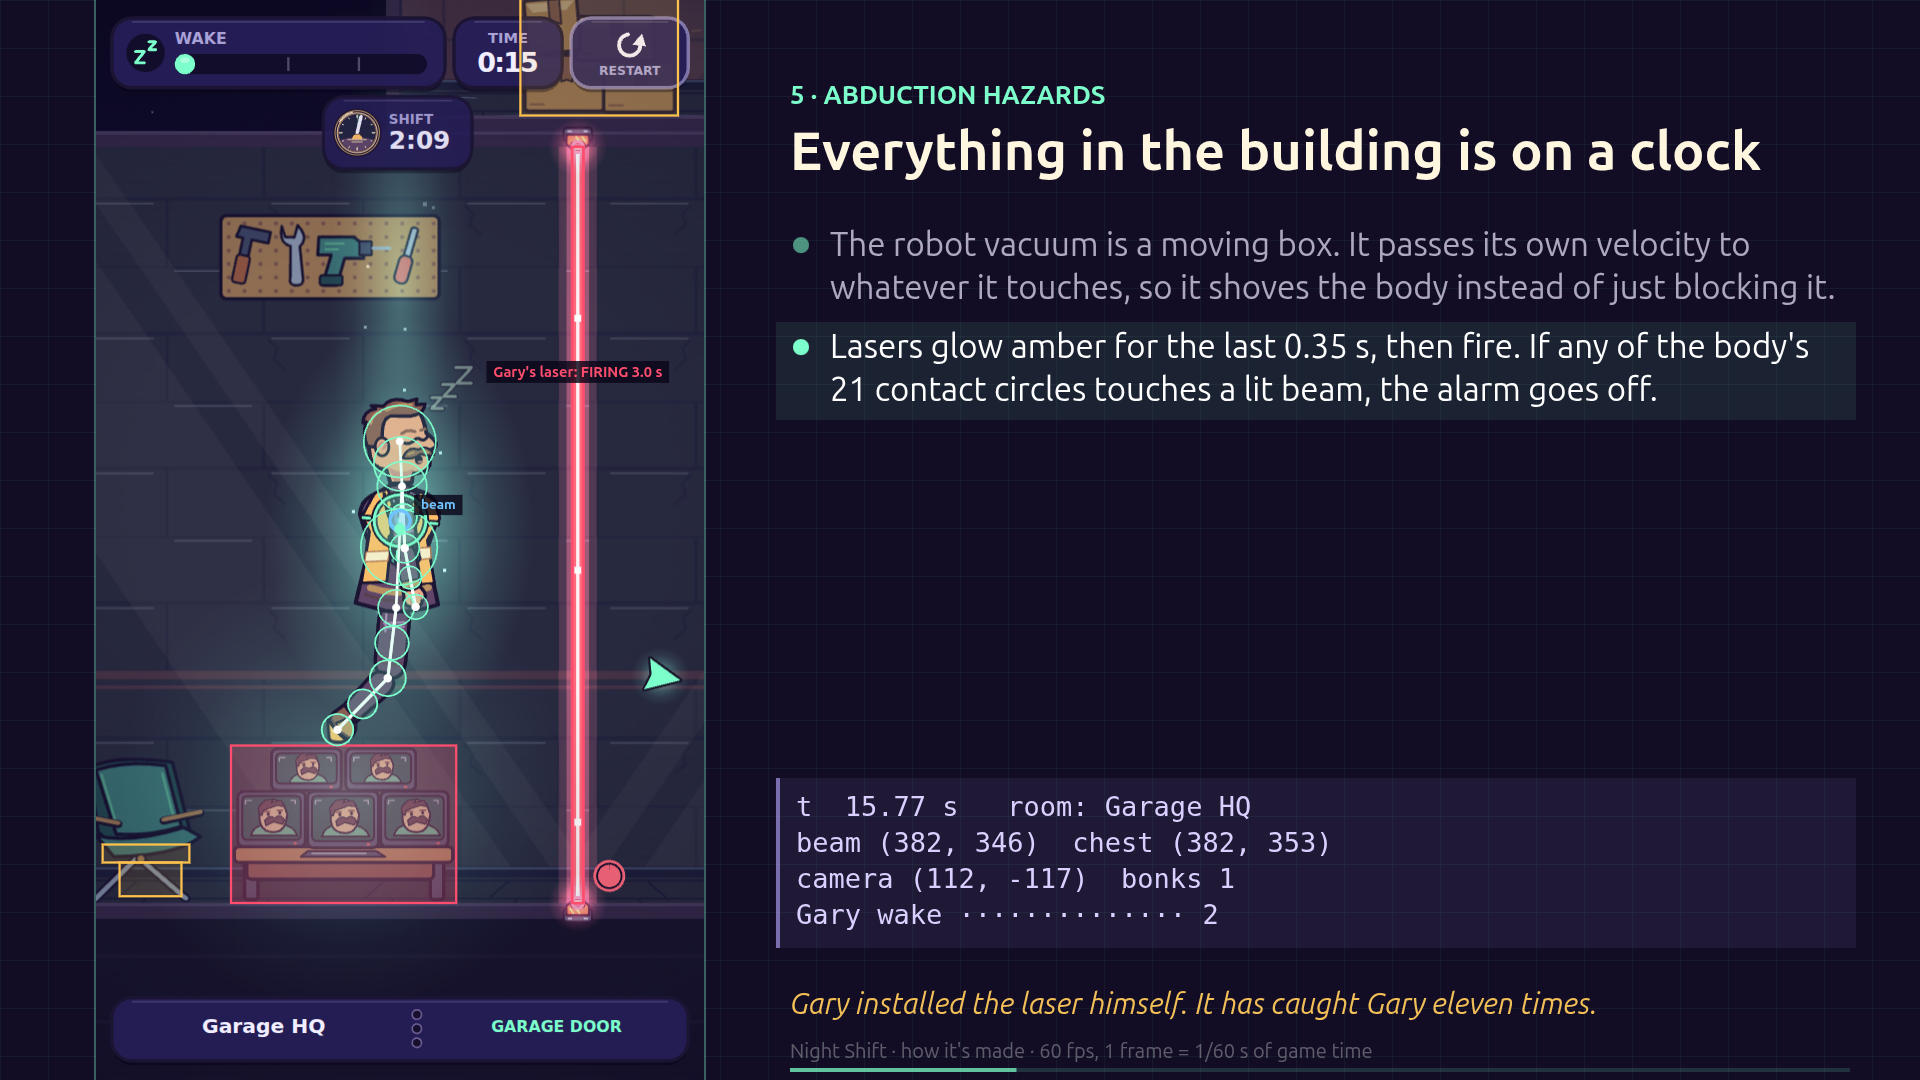 WAKE
TIME
0:15
RESTART
SHIFT
2:09
Gary's laser: FIRING 3.0 s
beam
Garage HQ
GARAGE DOOR
5 · ABDUCTION HAZARDS
Everything in the building is on a clock
The robot vacuum is a moving box. It passes its own velocity to
whatever it touches, so it shoves the body instead of just blocking it.
Lasers glow amber for the last 0.35 s, then fire. If any of the body's
21 contact circles touches a lit beam, the alarm goes off.
t 15.77 s room: Garage HQ
beam (382, 346) chest (382, 353)
camera (112, -117) bonks 1
Gary wake ·············· 2
Gary installed the laser himself. It has caught Gary eleven times.
Night Shift · how it's made · 60 fps, 1 frame = 1/60 s of game time